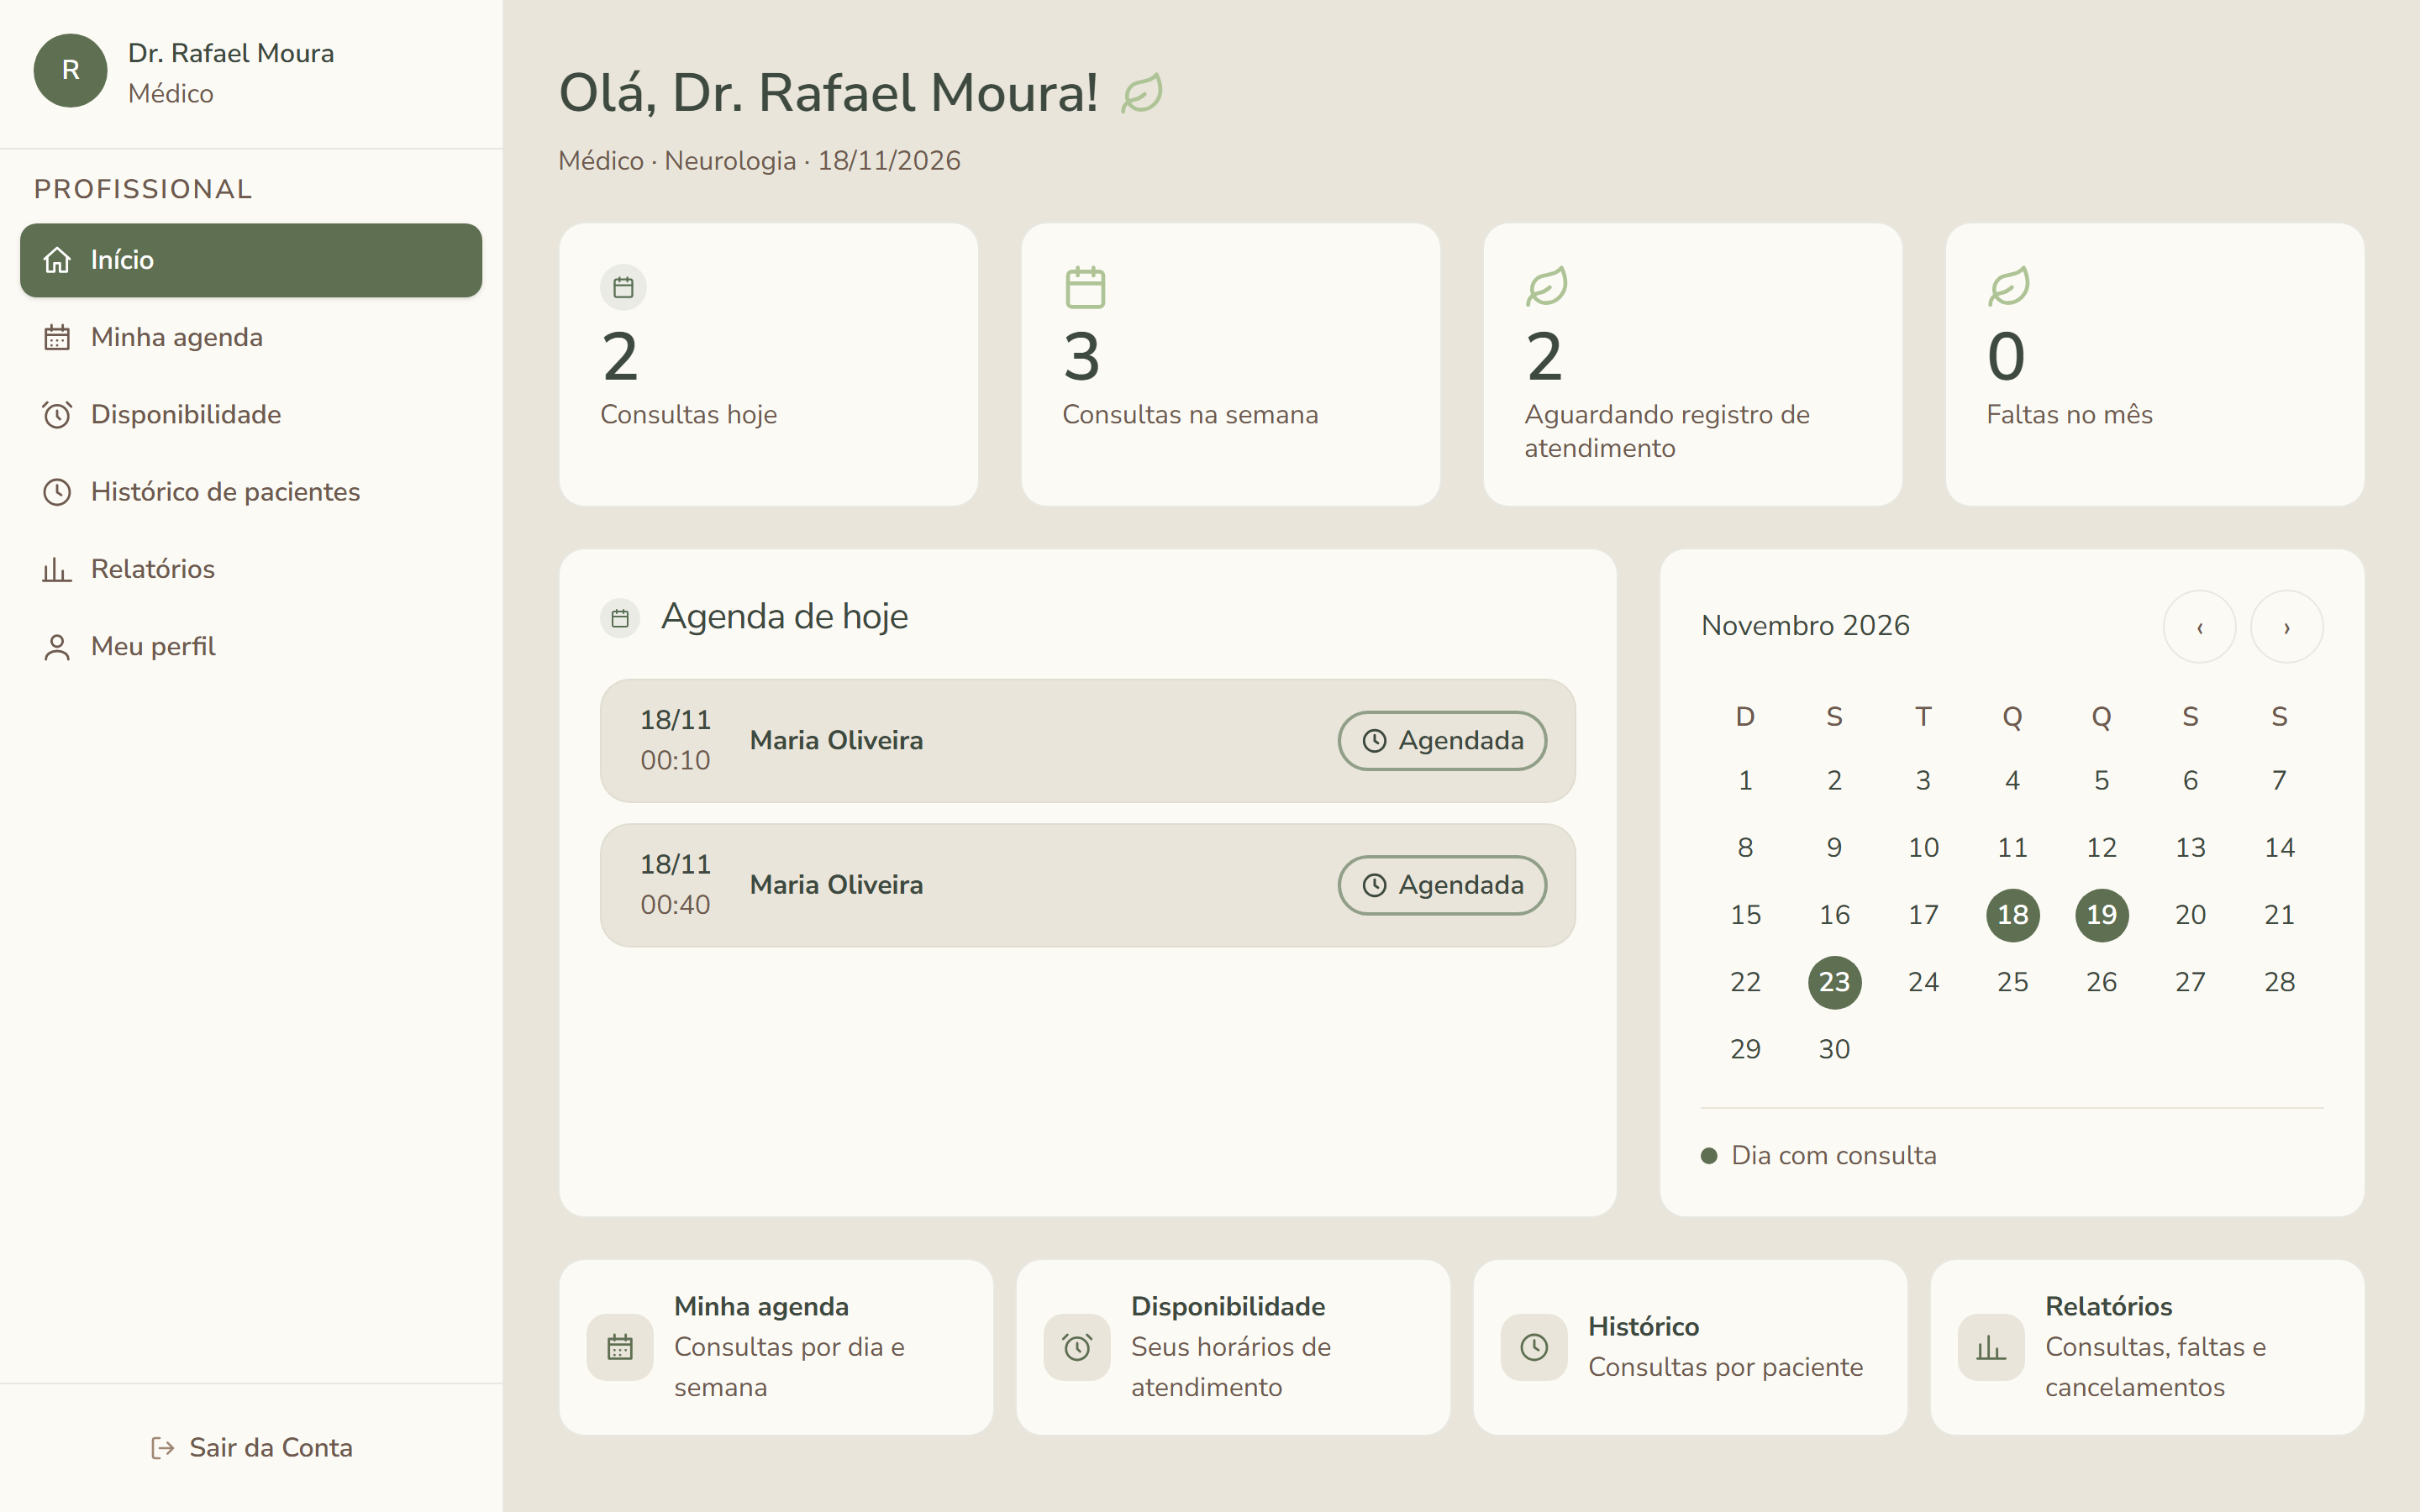 R
Dr. Rafael Moura
Médico
PROFISSIONAL
Início
Minha agenda
Disponibilidade
Histórico de pacientes
Relatórios
Meu perfil
Sair da Conta
Olá, Dr. Rafael Moura!
Médico · Neurologia · 18/11/2026
2
Consultas hoje
3
Consultas na semana
2
Aguardando registro de
atendimento
0
Faltas no mês
Agenda de hoje
18/11
00:10
Maria Oliveira
Agendada
18/11
00:40
Maria Oliveira
Agendada
Novembro 2026
‹ ›
D S T Q Q S S
1 2 3 4 5 6 7
8 9 10 11 12 13 14
15 16 17 18 19 20 21
22 23 24 25 26 27 28
29 30
Dia com consulta
Minha agenda
Consultas por dia e
semana
Disponibilidade
Seus horários de
atendimento
Histórico
Consultas por paciente
Relatórios
Consultas, faltas e
cancelamentos